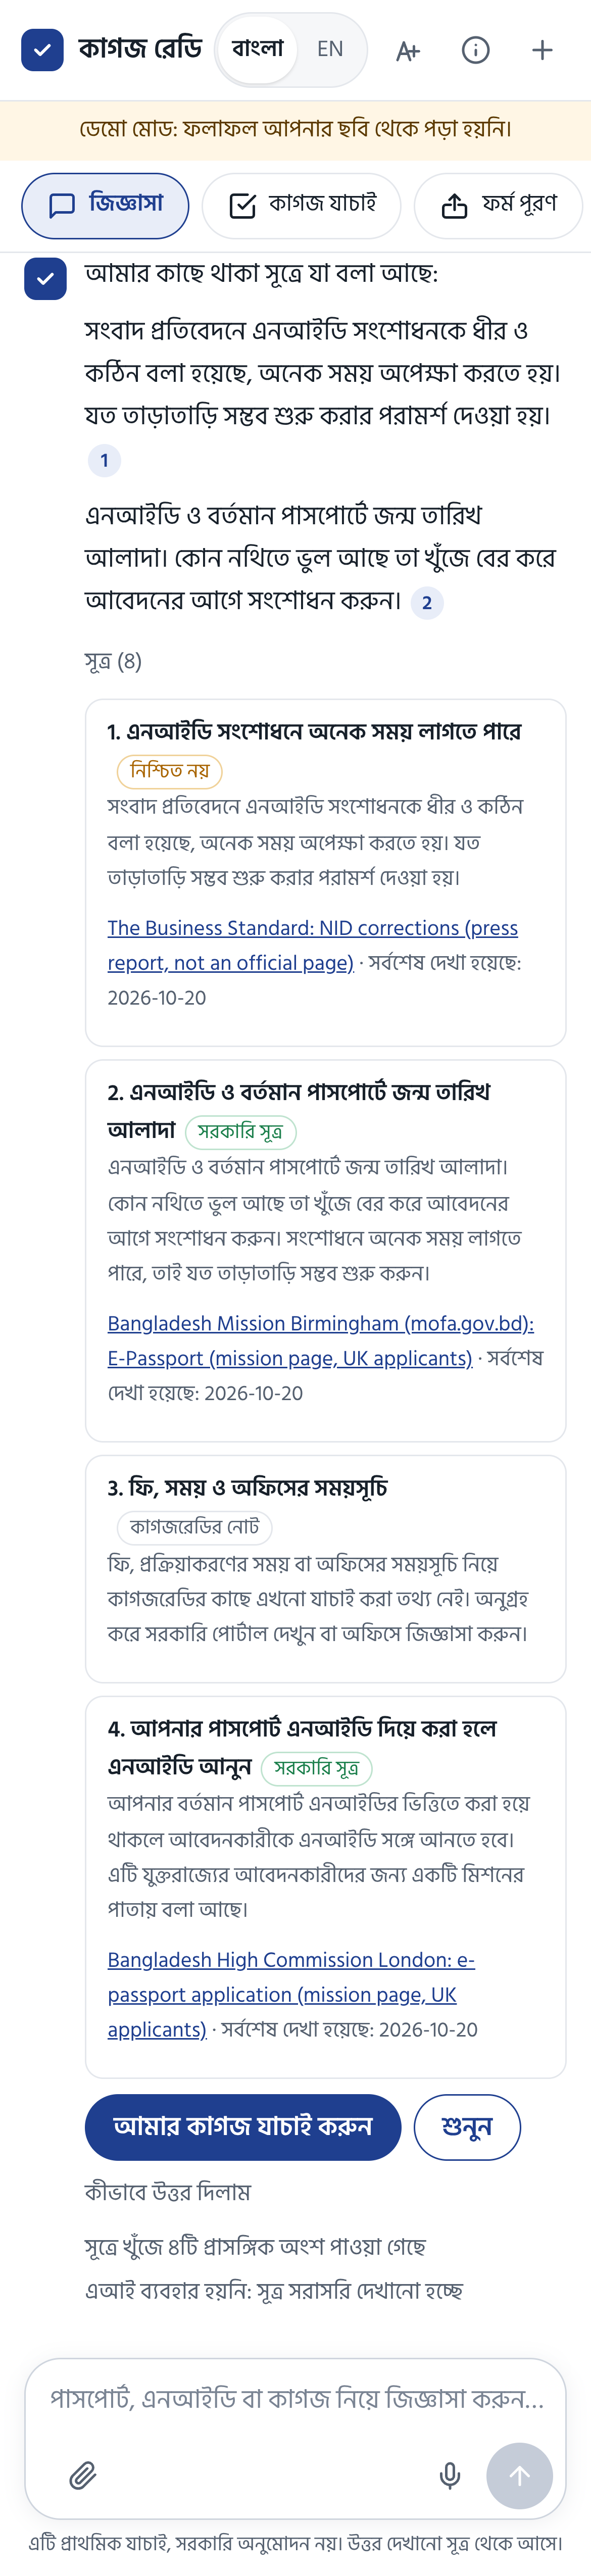 কাগজ রেডি বাংলা EN A+
ডেমো মোড: ফলাফল আপনার ছবি থেকে পড়া হয়নি।
জিজ্ঞাসা কাগজ যাচাই ফর্ম পূরণ
আমার কাছে থাকা সূত্রে যা বলা আছে:
সংবাদ প্রতিবেদনে এনআইডি সংশোধনকে ধীর ও
কঠিন বলা হয়েছে, অনেক সময় অপেক্ষা করতে হয়।
যত তাড়াতাড়ি সম্ভব শুরু করার পরামর্শ দেওয়া হয়।
1
এনআইডি ও বর্তমান পাসপোর্টে জন্ম তারিখ
আলাদা। কোন নথিতে ভুল আছে তা খুঁজে বের করে
আবেদনের আগে সংশোধন করুন। 2
সূত্র (৪)
1. এনআইডি সংশোধনে অনেক সময় লাগতে পারে
নিশ্চিত নয়
সংবাদ প্রতিবেদনে এনআইডি সংশোধনকে ধীর ও কঠিন
বলা হয়েছে, অনেক সময় অপেক্ষা করতে হয়। যত
তাড়াতাড়ি সম্ভব শুরু করার পরামর্শ দেওয়া হয়।
The Business Standard: NID corrections (press
report, not an official page) · সর্বশেষ দেখা হয়েছে:
2026-10-20
2. এনআইডি ও বর্তমান পাসপোর্টে জন্ম তারিখ
আলাদা সরকারি সূত্র
এনআইডি ও বর্তমান পাসপোর্টে জন্ম তারিখ আলাদা।
কোন নথিতে ভুল আছে তা খুঁজে বের করে আবেদনের
আগে সংশোধন করুন। সংশোধনে অনেক সময় লাগতে
পারে, তাই যত তাড়াতাড়ি সম্ভব শুরু করুন।
Bangladesh Mission Birmingham (mofa.gov.bd):
E-Passport (mission page, UK applicants) · সর্বশেষ
দেখা হয়েছে: 2026-10-20
3. ফি, সময় ও অফিসের সময়সূচি
কাগজরেডির নোট
ফি, প্রক্রিয়াকরণের সময় বা অফিসের সময়সূচি নিয়ে
কাগজরেডির কাছে এখনো যাচাই করা তথ্য নেই। অনুগ্রহ
করে সরকারি পোর্টাল দেখুন বা অফিসে জিজ্ঞাসা করুন।
4. আপনার পাসপোর্ট এনআইডি দিয়ে করা হলে
এনআইডি আনুন সরকারি সূত্র
আপনার বর্তমান পাসপোর্ট এনআইডির ভিত্তিতে করা হয়ে
থাকলে আবেদনকারীকে এনআইডি সঙ্গে আনতে হবে।
এটি যুক্তরাজ্যের আবেদনকারীদের জন্য একটি মিশনের
পাতায় বলা আছে।
Bangladesh High Commission London: e-
passport application (mission page, UK
applicants) · সর্বশেষ দেখা হয়েছে: 2026-10-20
আমার কাগজ যাচাই করুন শুনুন
কীভাবে উত্তর দিলাম
সূত্রে খুঁজে ৪টি প্রাসঙ্গিক অংশ পাওয়া গেছে
এআই ব্যবহার হয়নি: সূত্র সরাসরি দেখানো হচ্ছে
পাসপোর্ট, এনআইডি বা কাগজ নিয়ে জিজ্ঞাসা করুন...
এটি প্রাথমিক যাচাই, সরকারি অনুমোদন নয়। উত্তর দেখানো সূত্র থেকে আসে।